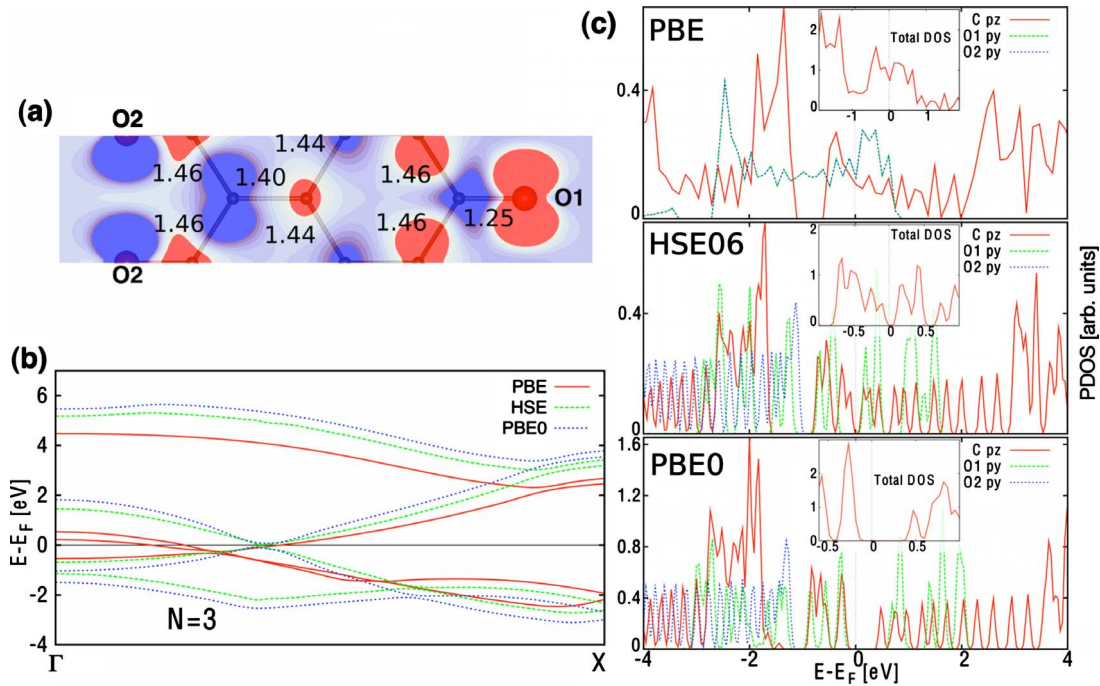 (a)
O2
1.44
1.46
1.40
1.46
1.46
1.44
1.46
1.25
O1
O2
(b)
6
4
2
0
-2
-4
E-E_F [eV]
PBE
HSE
PBE0
N=3
Γ
X
(c)
PBE
0.4
0
C pz
O1 py
O2 py
Total DOS
2
1
0
-1 0 1
HSE06
0.4
0
C pz
O1 py
O2 py
Total DOS
2
1
0
-0.5 0 0.5
PBE0
1.6
1.2
0.8
0.4
0
C pz
O1 py
O2 py
Total DOS
2
1
0
-0.5 0 0.5
-4 -2 0 2 4
E-E_F [eV]
PDOS [arb. units]